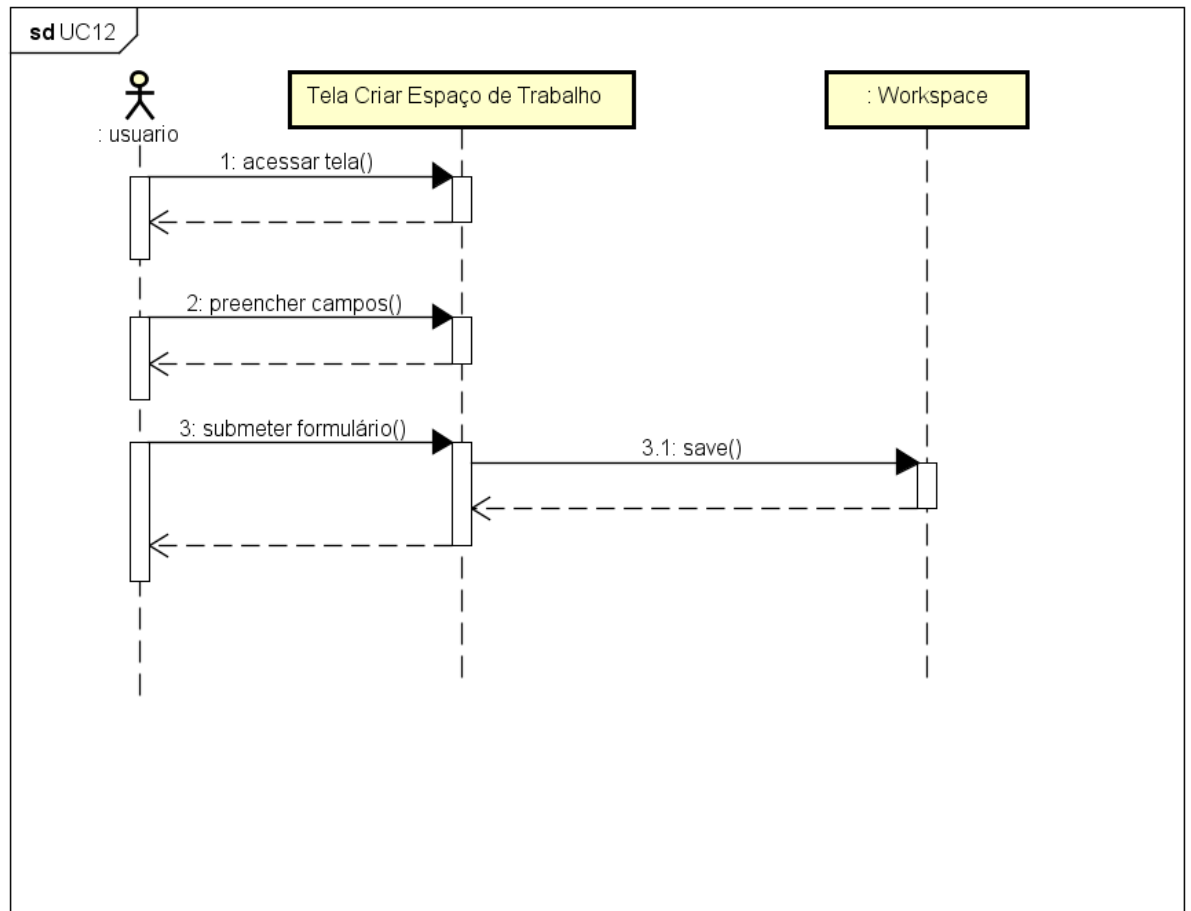 sd UC12
: usuario
Tela Criar Espaço de Trabalho
: Workspace
1: acessar tela()
2: preencher campos()
3: submeter formulário()
3.1: save()